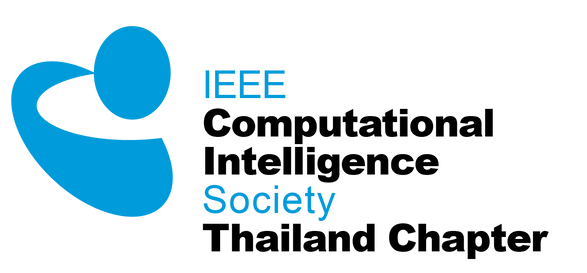 IEEE
Computational
Intelligence
Society
Thailand Chapter